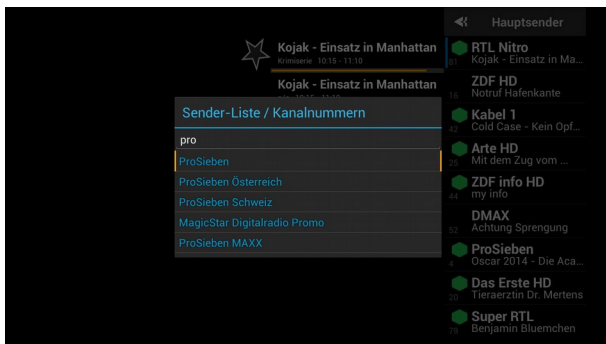 Hauptsender
Kojak - Einsatz in Manhattan
Krimiserie 10:15 - 11:10
Kojak - Einsatz in Manhattan
Sender-Liste / Kanalnummern
pro
ProSieben
ProSieben Österreich
ProSieben Schweiz
MagicStar Digitalradio Promo
ProSieben MAXX
RTL Nitro
81 Kojak - Einsatz in Ma...
ZDF HD
16 Notruf Hafenkante
Kabel 1
42 Cold Case - Kein Opf...
Arte HD
25 Mit dem Zug vom ...
ZDF info HD
44 my info
DMAX
52 Achtung Sprengung
ProSieben
4 Oscar 2014 - Die Aca...
Das Erste HD
20 Tieraerztin Dr. Mertens
Super RTL
79 Benjamin Bluemchen